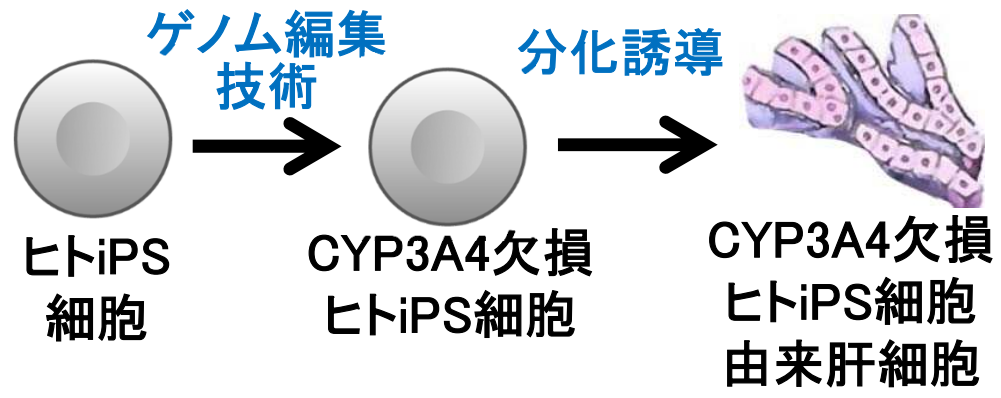 ゲノム編集
技術
分化誘導
ヒトiPS
細胞
CYP3A4欠損
ヒトiPS細胞
CYP3A4欠損
ヒトiPS細胞
由来肝細胞